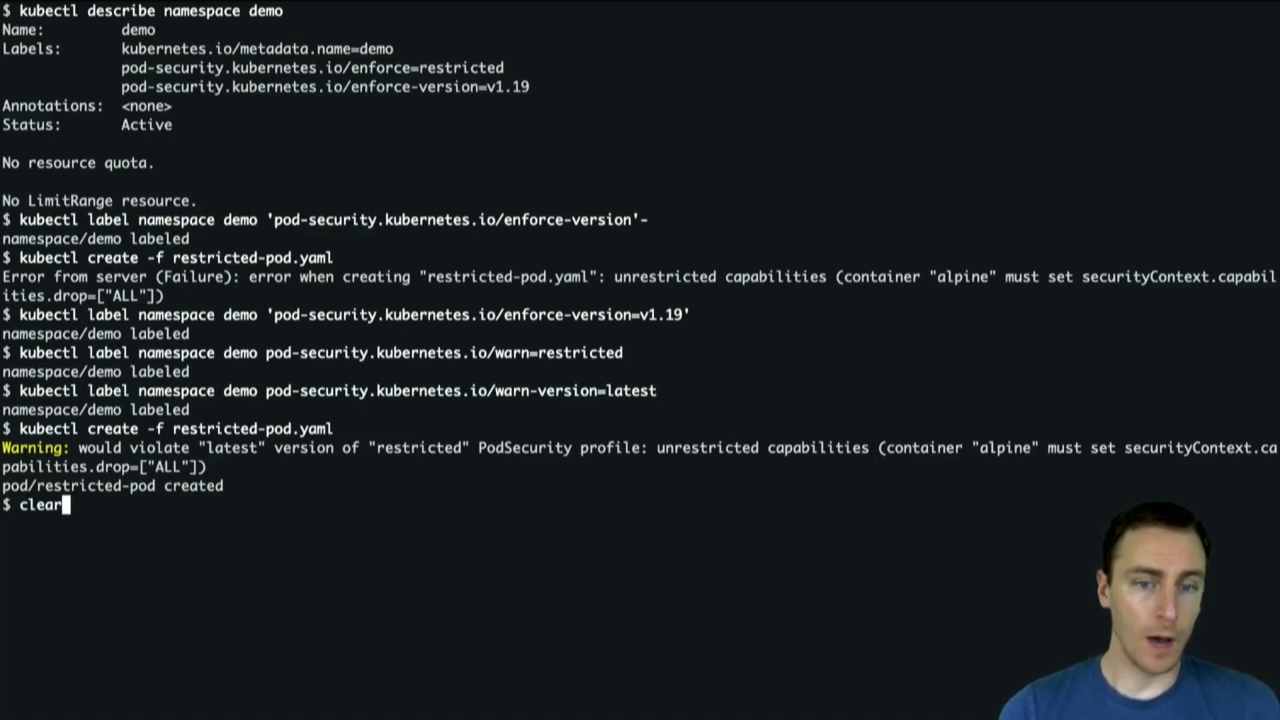 $ kubectl describe namespace demo
Name: demo
Labels: kubernetes.io/metadata.name=demo
pod-security.kubernetes.io/enforce=restricted
pod-security.kubernetes.io/enforce-version=v1.19
Annotations: <none>
Status: Active
No resource quota.
No LimitRange resource.
$ kubectl label namespace demo 'pod-security.kubernetes.io/enforce-version'-
namespace/demo labeled
$ kubectl create -f restricted-pod.yaml
Error from server (Failure): error when creating "restricted-pod.yaml": unrestricted capabilities (container "alpine" must set securityContext.capabil
ities.drop=["ALL"])
$ kubectl label namespace demo 'pod-security.kubernetes.io/enforce-version=v1.19'
namespace/demo labeled
$ kubectl label namespace demo pod-security.kubernetes.io/warn=restricted
namespace/demo labeled
$ kubectl label namespace demo pod-security.kubernetes.io/warn-version=latest
namespace/demo labeled
$ kubectl create -f restricted-pod.yaml
Warning: would violate "latest" version of "restricted" PodSecurity profile: unrestricted capabilities (container "alpine" must set securityContext.ca
pabilities.drop=["ALL"])
pod/restricted-pod created
$ clear